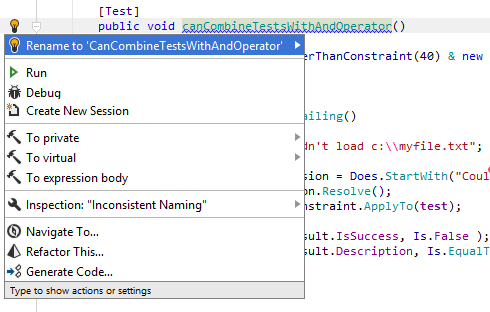 [Test]
public void canCombineTestsWithAndOperator()
Rename to 'CanCombineTestsWithAndOperator'
erThanConstraint(40) & new
Run
Debug
Create New Session
ailing()
To private
n't load c:\\myfile.txt";
To virtual
sion = Does.StartWith("Coul
To expression body
on.Resolve();
Inspection: "Inconsistent Naming"
nstraint.ApplyTo(test);
Navigate To...
sult.IsSuccess, Is.False );
Refactor This...
sult.Description, Is.EqualT
Generate Code...
Type to show actions or settings